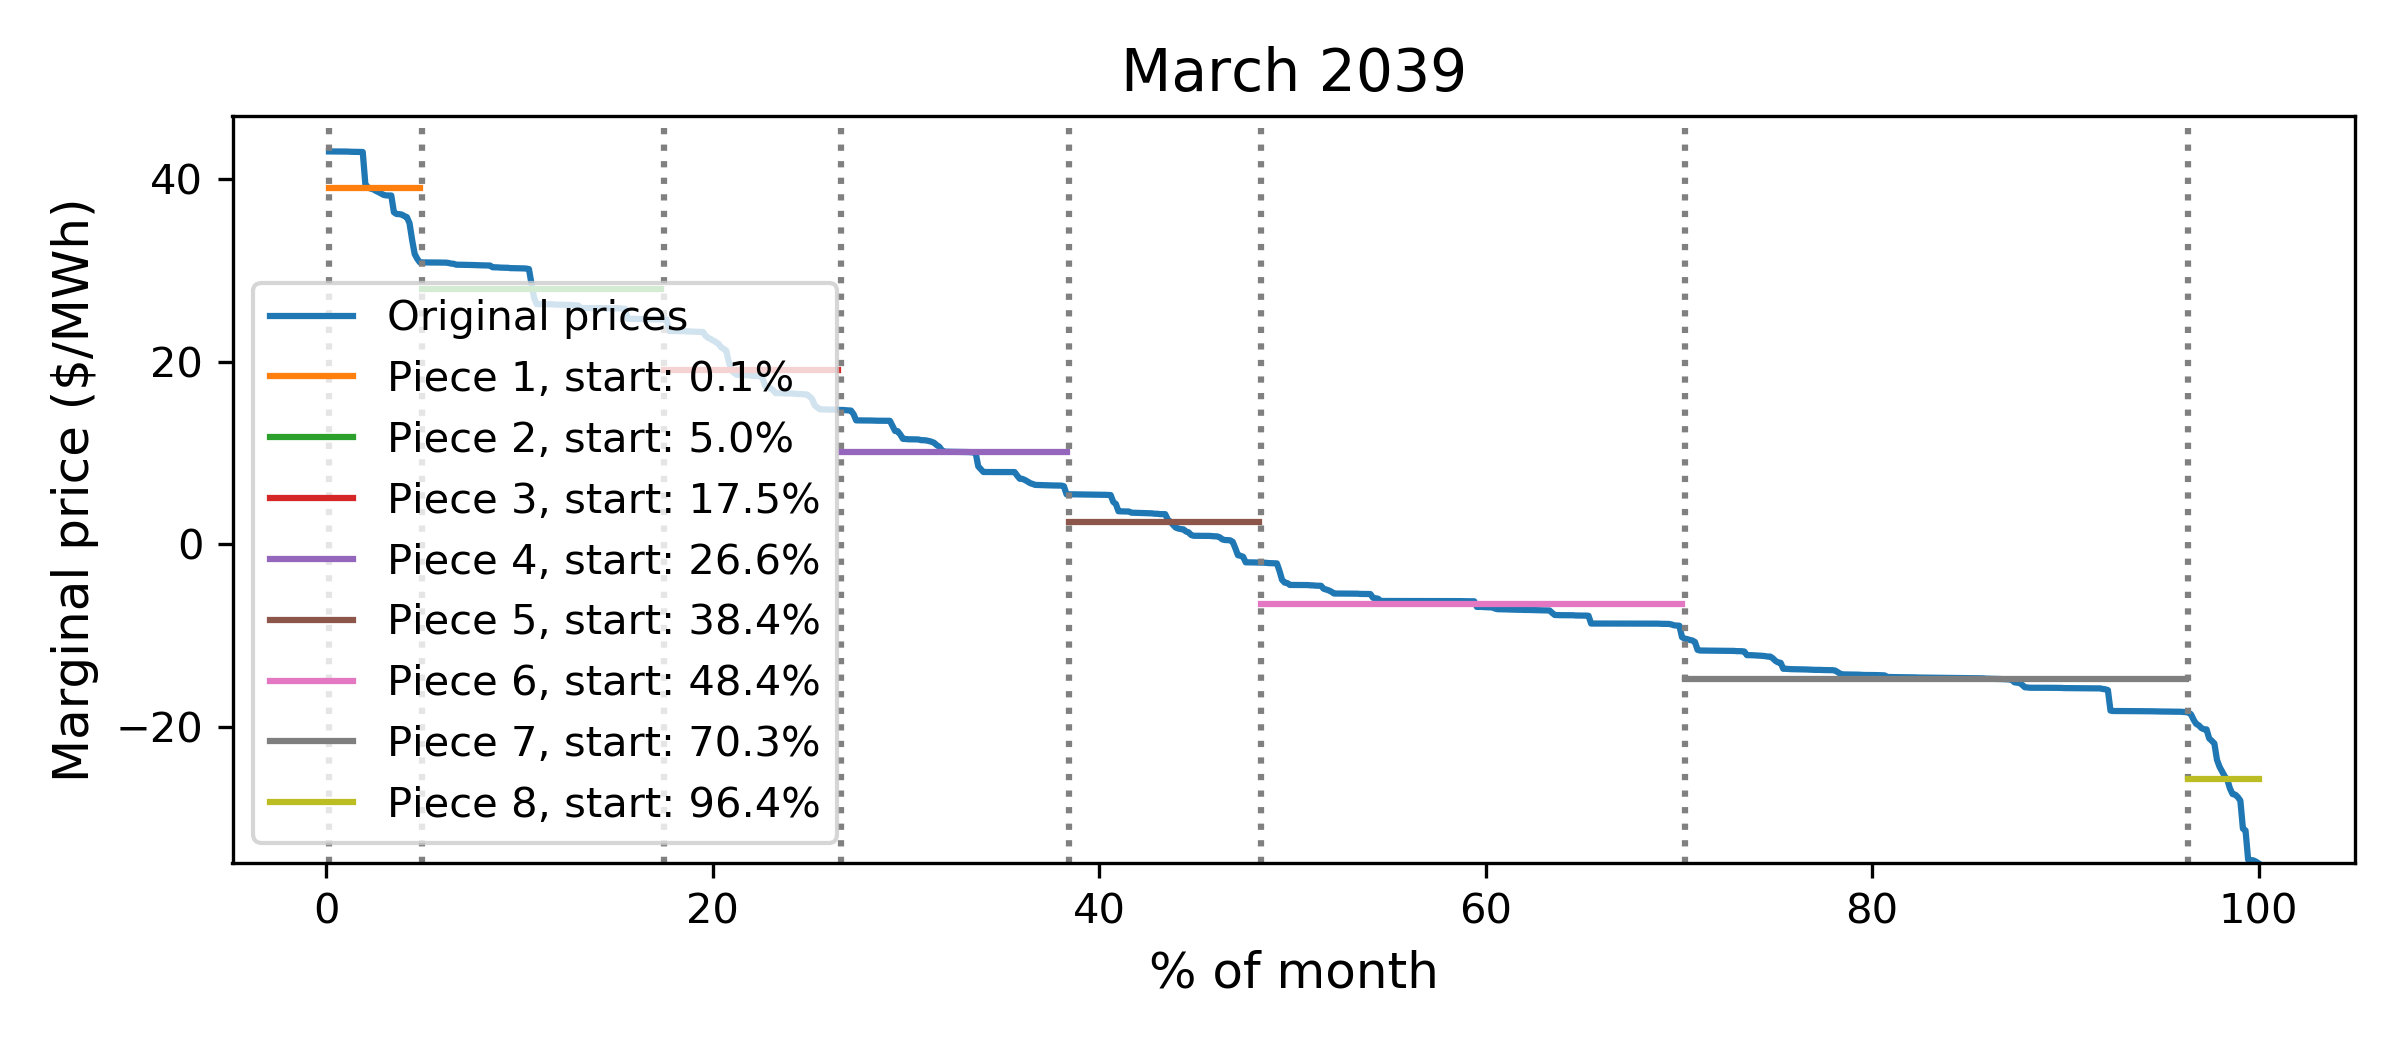 March 2039
Marginal price ($/MWh)
40
20
0
−20
Original prices
Piece 1, start: 0.1%
Piece 2, start: 5.0%
Piece 3, start: 17.5%
Piece 4, start: 26.6%
Piece 5, start: 38.4%
Piece 6, start: 48.4%
Piece 7, start: 70.3%
Piece 8, start: 96.4%
0 20 40 60 80 100
% of month